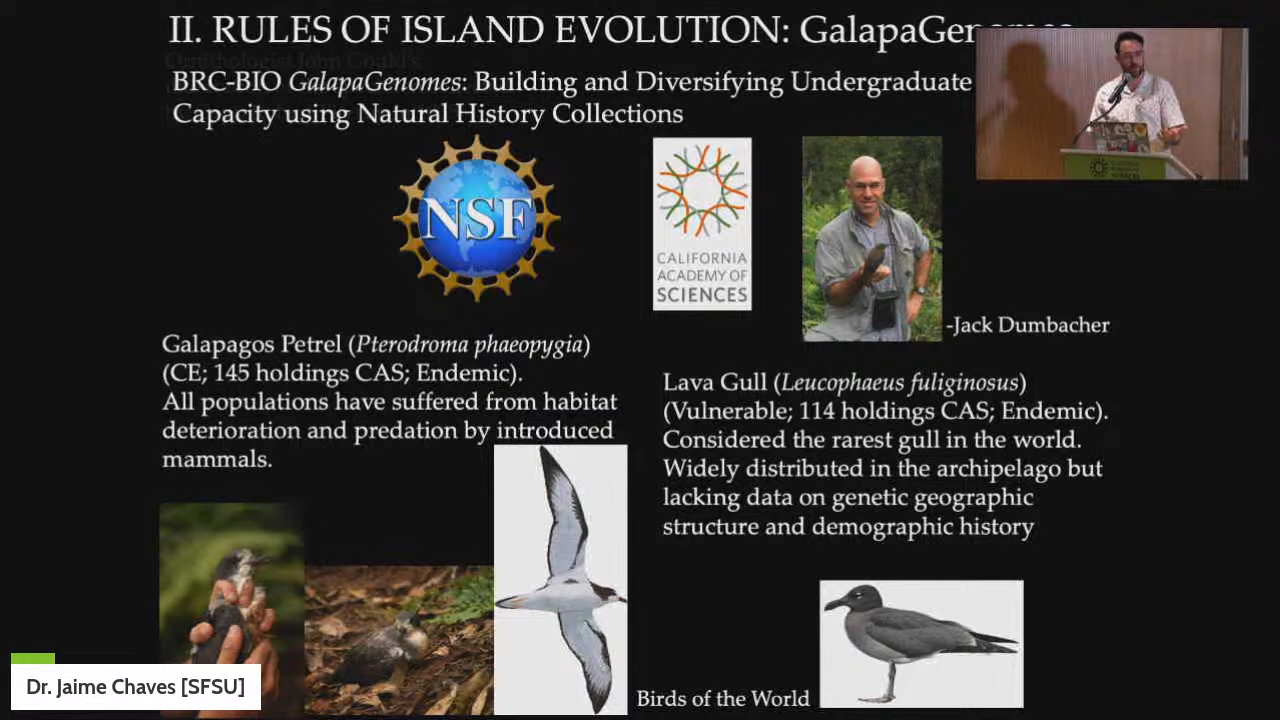 II. RULES OF ISLAND EVOLUTION: GalapaGenomes
BRC-BIO GalapaGenomes: Building and Diversifying Undergraduate
Capacity using Natural History Collections
NSF
CALIFORNIA
ACADEMY OF
SCIENCES
-Jack Dumbacher
Galapagos Petrel (Pterodroma phaeopygia)
(CE; 145 holdings CAS; Endemic).
All populations have suffered from habitat
deterioration and predation by introduced
mammals.
Lava Gull (Leucophaeus fuliginosus)
(Vulnerable; 114 holdings CAS; Endemic).
Considered the rarest gull in the world.
Widely distributed in the archipelago but
lacking data on genetic geographic
structure and demographic history
Dr. Jaime Chaves [SFSU]
Birds of the World